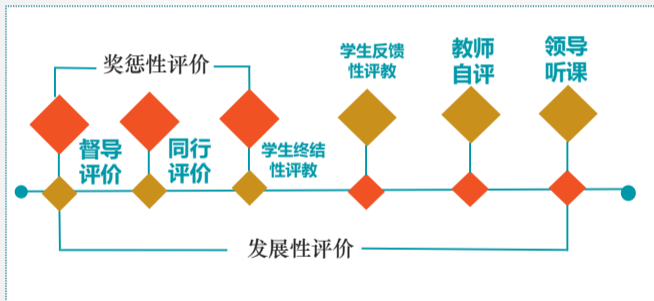 奖惩性评价
学生反馈
性评教
教师
自评
领导
听课
督导
评价
同行
评价
学生终结
性评教
发展性评价